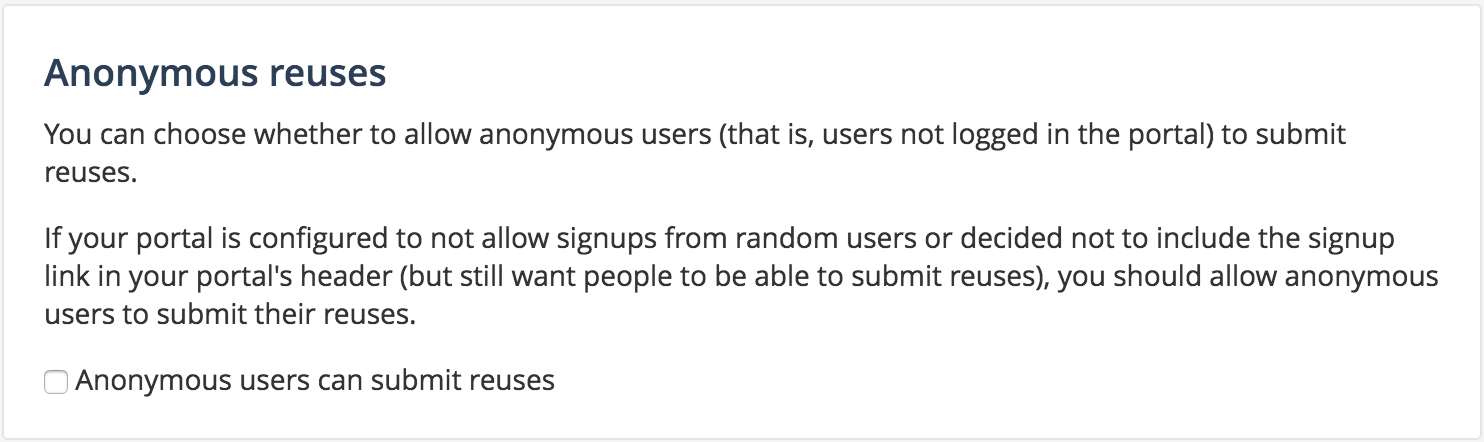 Anonymous reuses
You can choose whether to allow anonymous users (that is, users not logged in the portal) to submit
reuses.
If your portal is configured to not allow signups from random users or decided not to include the signup
link in your portal's header (but still want people to be able to submit reuses), you should allow anonymous
users to submit their reuses.
Anonymous users can submit reuses